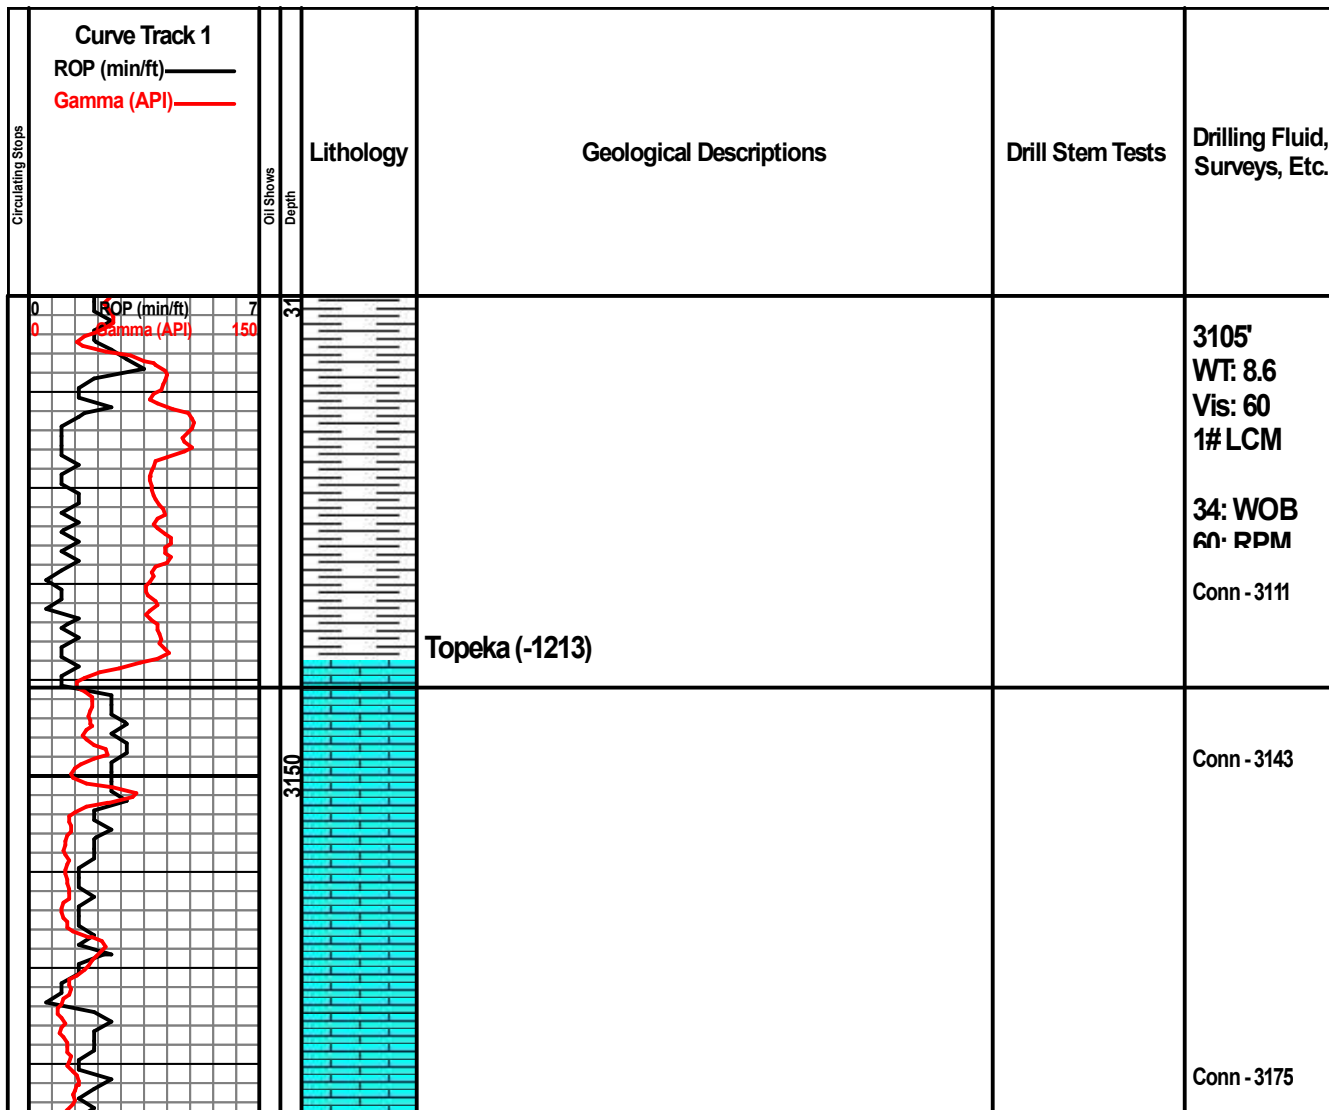 Circulating Stops
Curve Track 1
ROP (min/ft)
Gamma (API)
Oil Shows
Depth
Lithology
Geological Descriptions
Drill Stem Tests
Drilling Fluid,
Surveys, Etc.
0 ROP (min/ft) 7
0 Gamma (API) 150
31
3105'
WT: 8.6
Vis: 60
1# LCM
34: WOB
60: RPM
Conn - 3111
Topeka (-1213)
3150
Conn - 3143
Conn - 3175